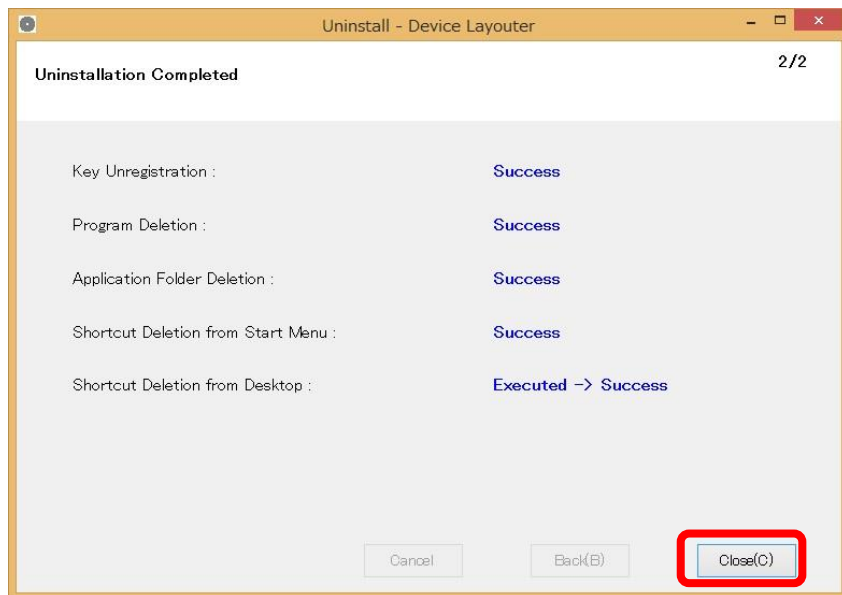 Uninstall - Device Layouter
Uninstallation Completed
2/2
Key Unregistration : Success
Program Deletion : Success
Application Folder Deletion : Success
Shortcut Deletion from Start Menu : Success
Shortcut Deletion from Desktop : Executed -> Success
Cancel Back(B) Close(C)